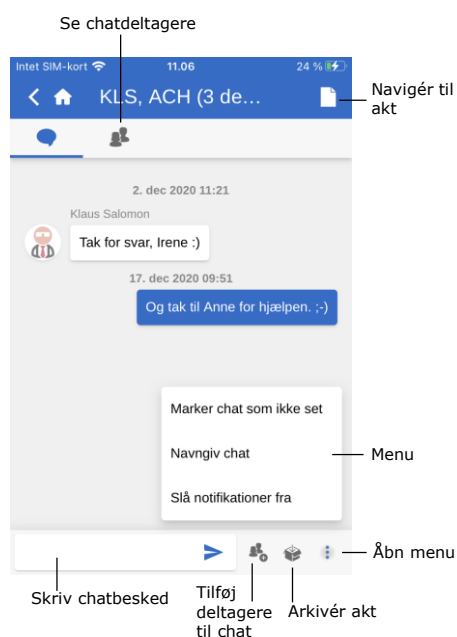 Se chatdeltagere
Intet SIM-kort 11.06 24 %
KLS, ACH (3 de...
Navigér til
akt
2. dec 2020 11:21
Klaus Salomon
Tak for svar, Irene :)
17. dec 2020 09:51
Og tak til Anne for hjælpen. ;-)
Marker chat som ikke set
Navngiv chat
Menu
Slå notifikationer fra
Åbn menu
Skriv chatbesked
Tilføj
deltagere
til chat
Arkivér akt